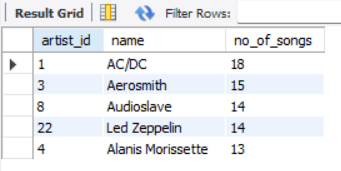 Result Grid Filter Rows:
artist_id name no_of_songs
1 AC/DC 18
3 Aerosmith 15
8 Audioslave 14
22 Led Zeppelin 14
4 Alanis Morissette 13